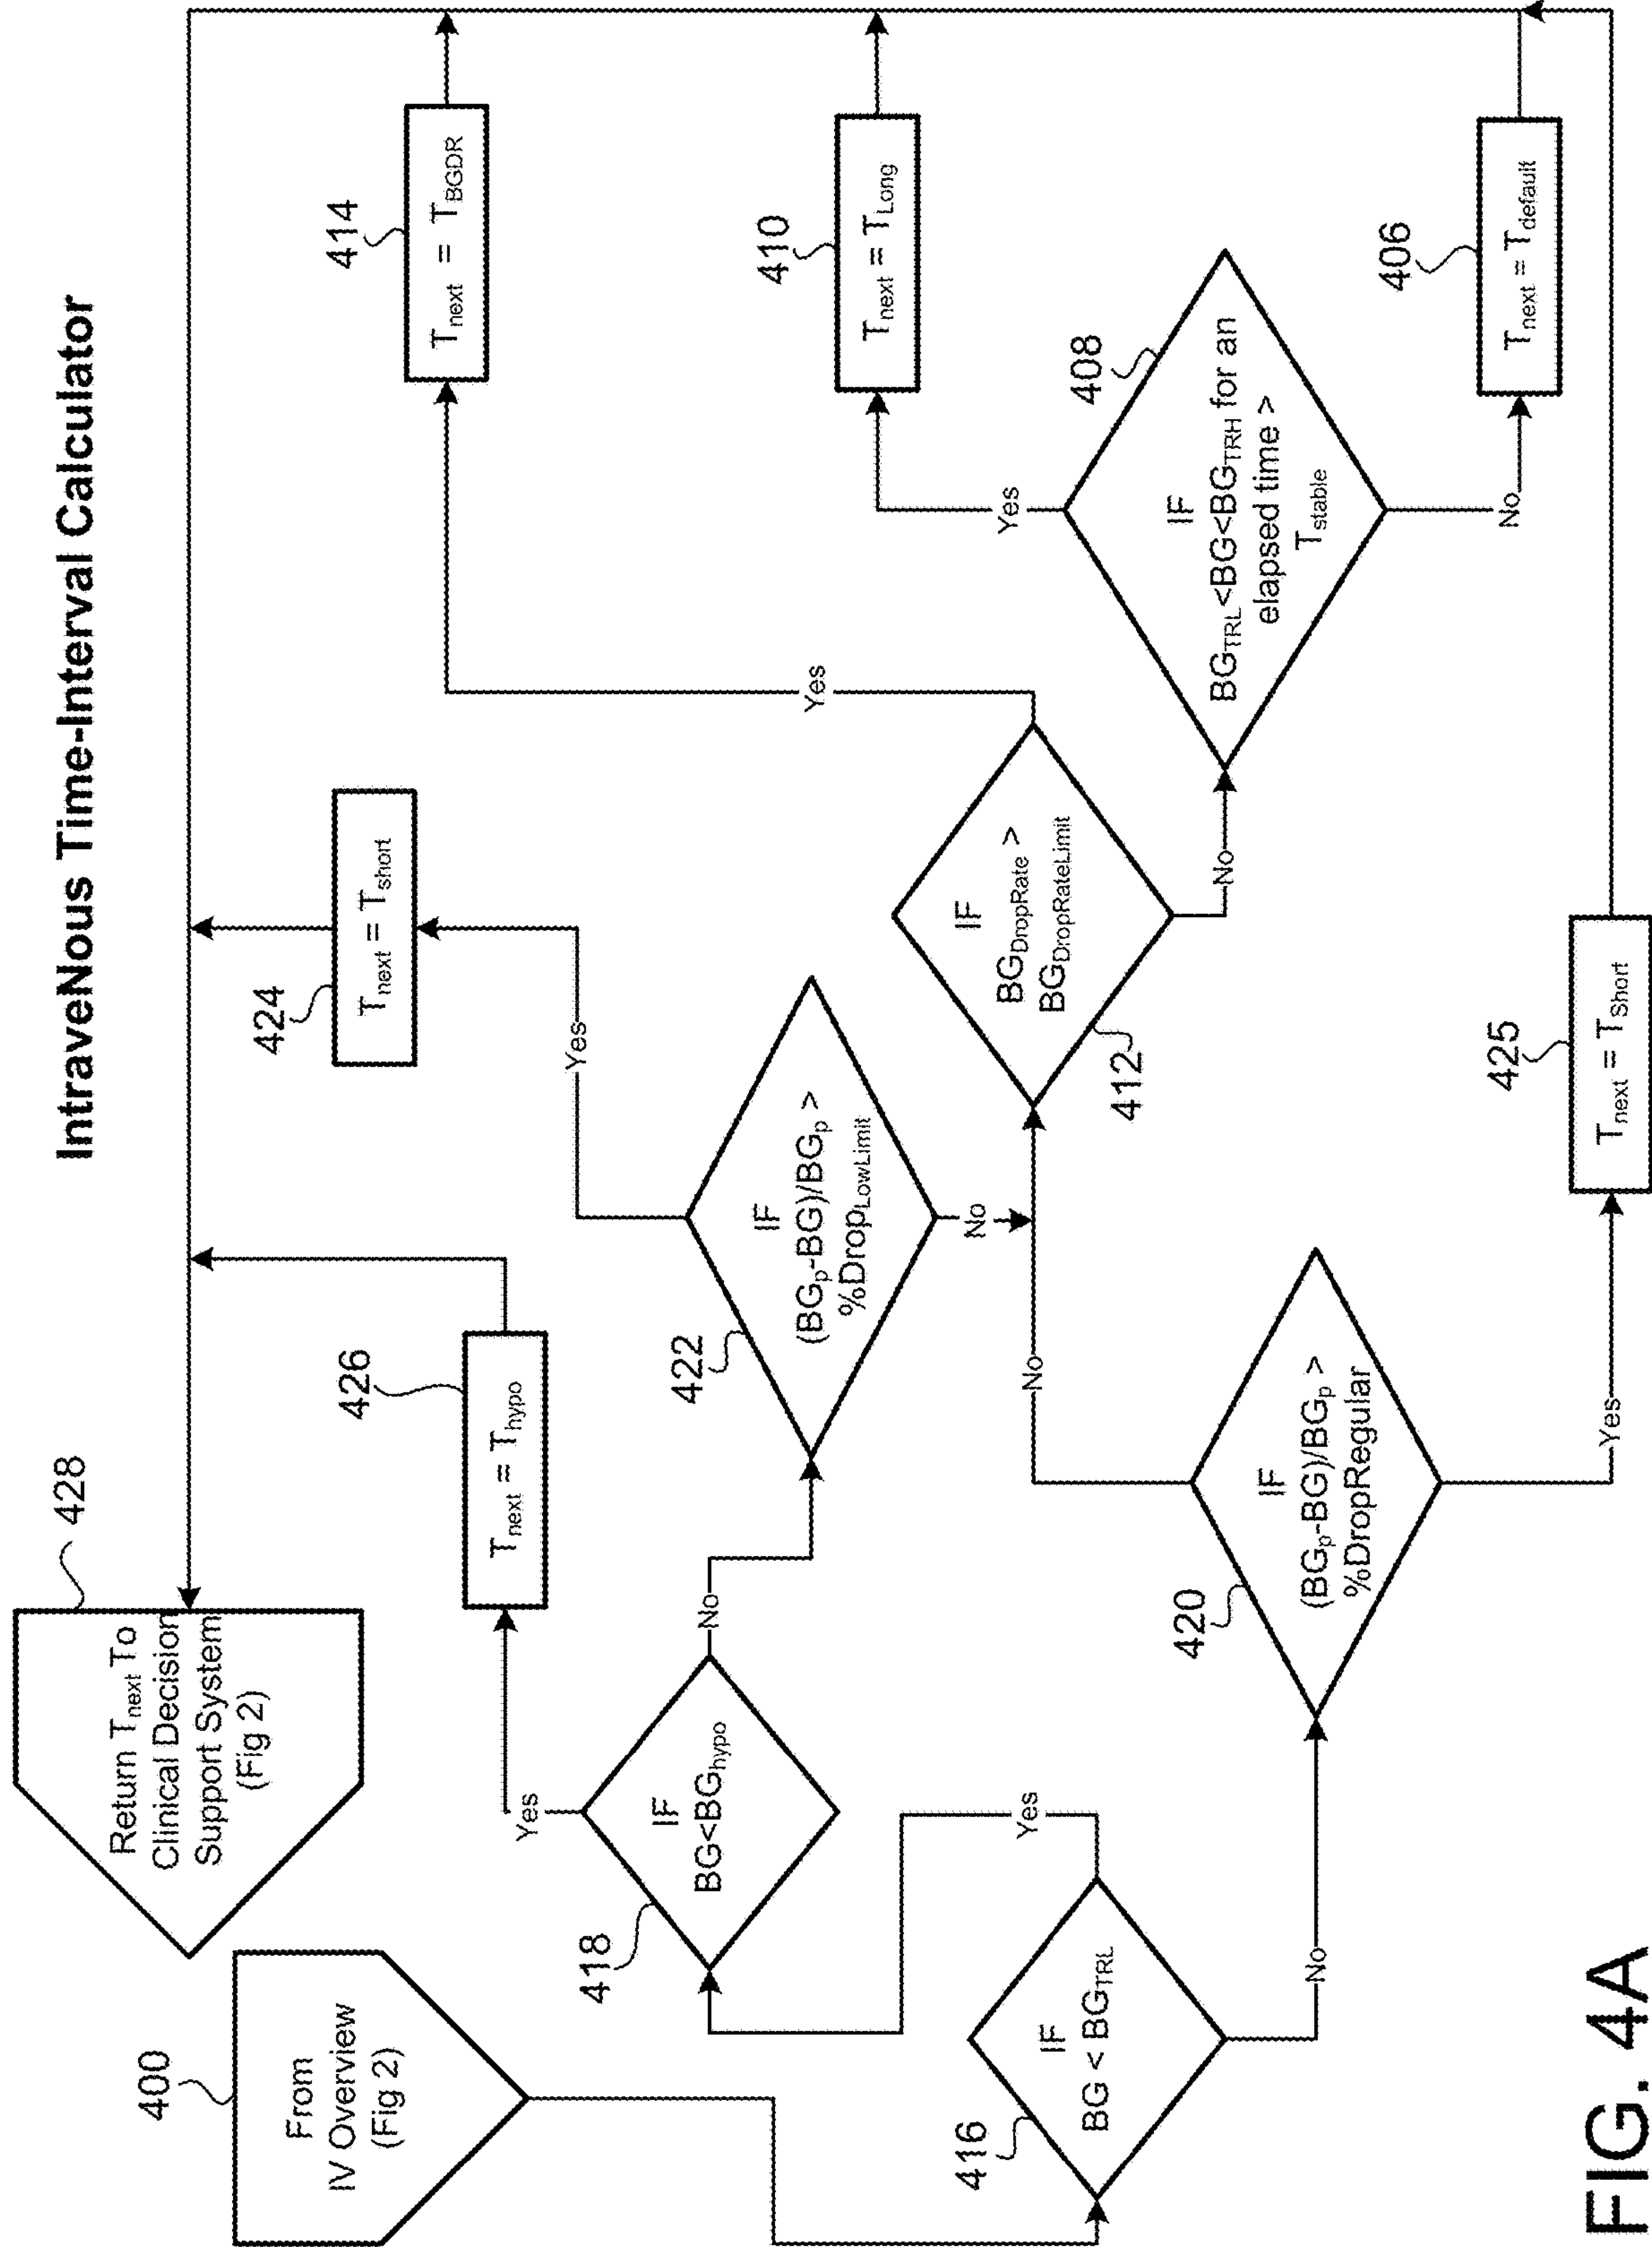 IntraveNous Time-Interval Calculator
400
From
IV Overview
(Fig 2)
428
Return Tnext To
Clinical Decision
Support System
(Fig 2)
416
IF
BG < BGTRL
Yes
No
418
IF
BG<BGhypo
Yes
No
426
Tnext = Thypo
422
IF
(BGp-BG)/BGp >
%DropLowLimit
Yes
No
424
Tnext = Tshort
420
IF
(BGp-BG)/BGp >
%DropRegular
No
Yes
425
Tnext = TShort
412
IF
BGDropRate >
BGDropRateLimit
Yes
No
414
Tnext = TBGDR
408
IF
BGTRL<BG<BGTRH for an
elapsed time >
Tstable
Yes
No
410
Tnext = TLong
406
Tnext = Tdefault
FIG. 4A